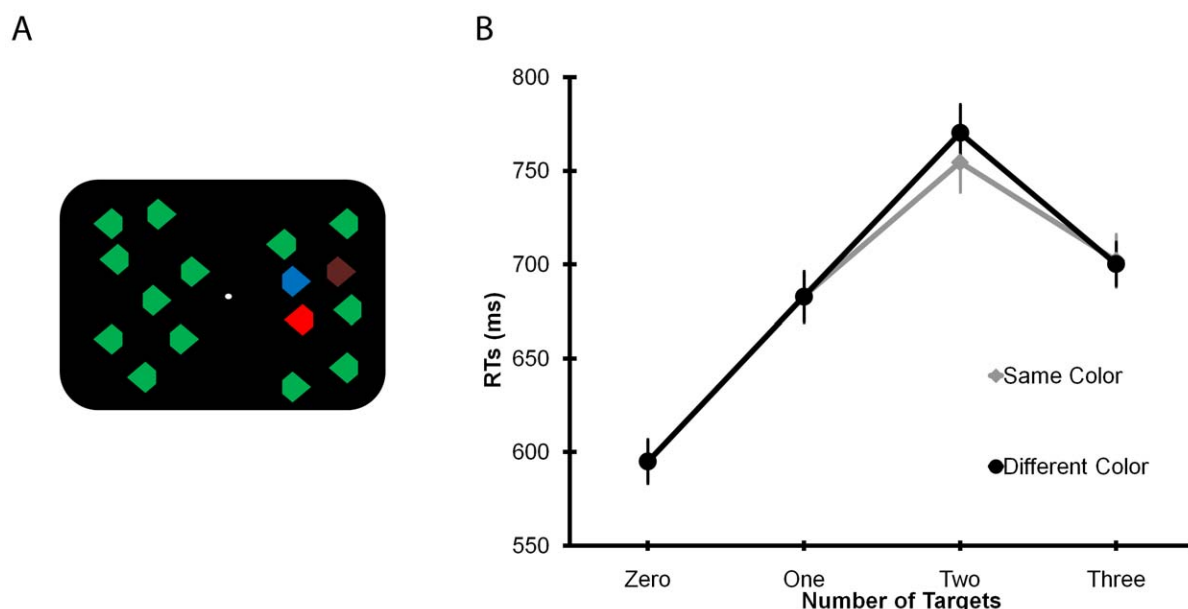 A
B
800
750
700
650
600
550
RTs (ms)
Same Color
Different Color
Zero One Two Three
Number of Targets